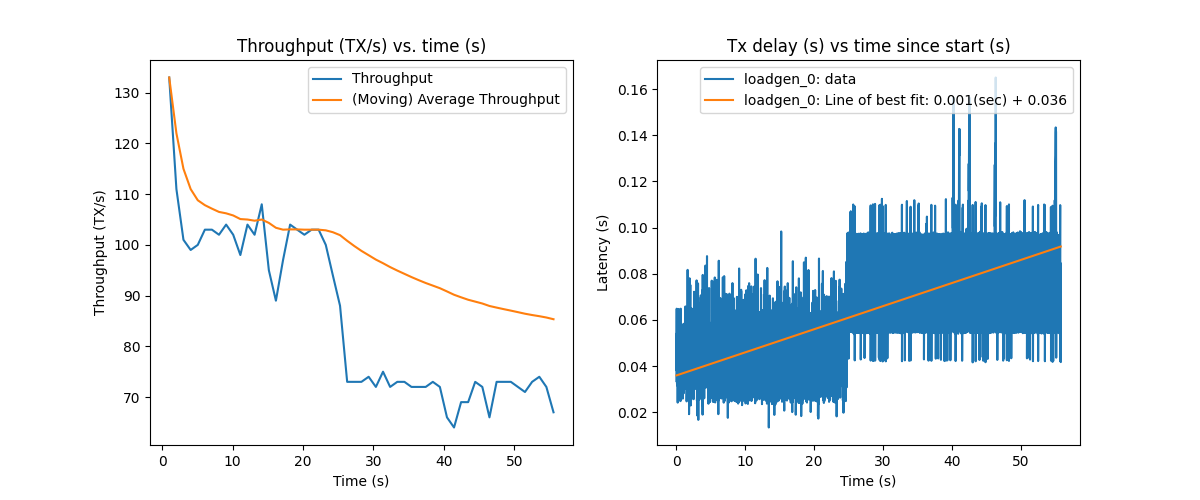 Throughput (TX/s) vs. time (s)
Throughput
(Moving) Average Throughput
130
120
110
100
90
80
70
Throughput (TX/s)
0 10 20 30 40 50
Time (s)
Tx delay (s) vs time since start (s)
loadgen_0: data
loadgen_0: Line of best fit: 0.001(sec) + 0.036
0.16
0.14
0.12
0.10
0.08
0.06
0.04
0.02
Latency (s)
0 10 20 30 40 50
Time (s)